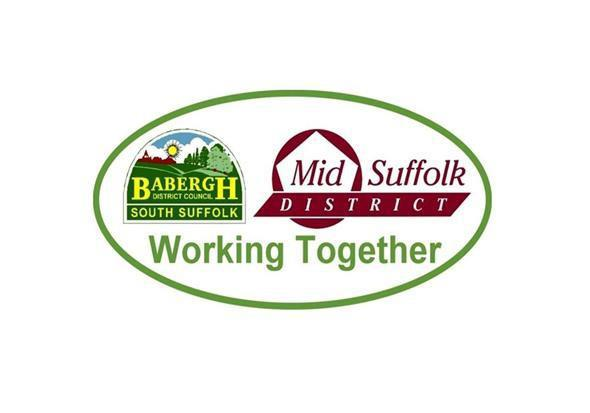 BABERGH
DISTRICT COUNCIL
SOUTH SUFFOLK
Mid Suffolk
DISTRICT
Working Together